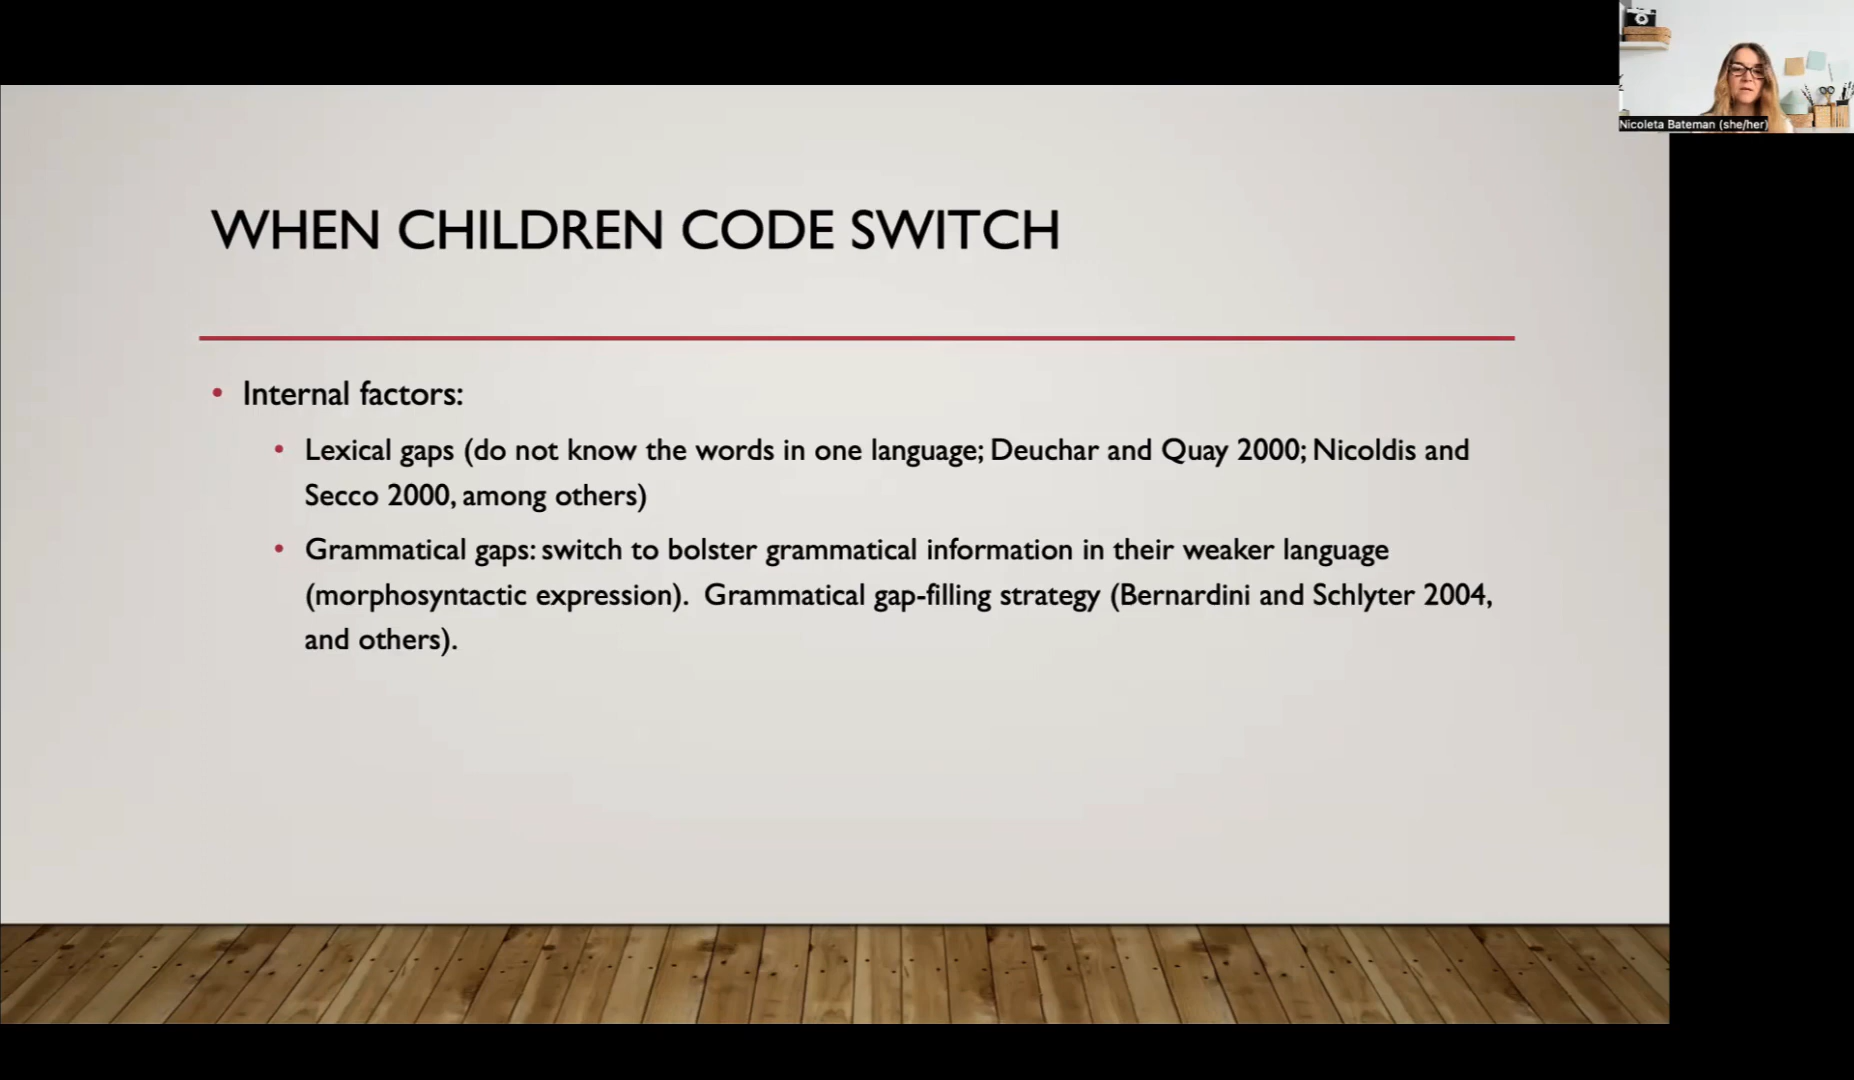 Nicoleta Bateman (she/her)
WHEN CHILDREN CODE SWITCH
• Internal factors:
• Lexical gaps (do not know the words in one language; Deuchar and Quay 2000; Nicoldis and
Secco 2000, among others)
• Grammatical gaps: switch to bolster grammatical information in their weaker language
(morphosyntactic expression).  Grammatical gap-filling strategy (Bernardini and Schlyter 2004,
and others).